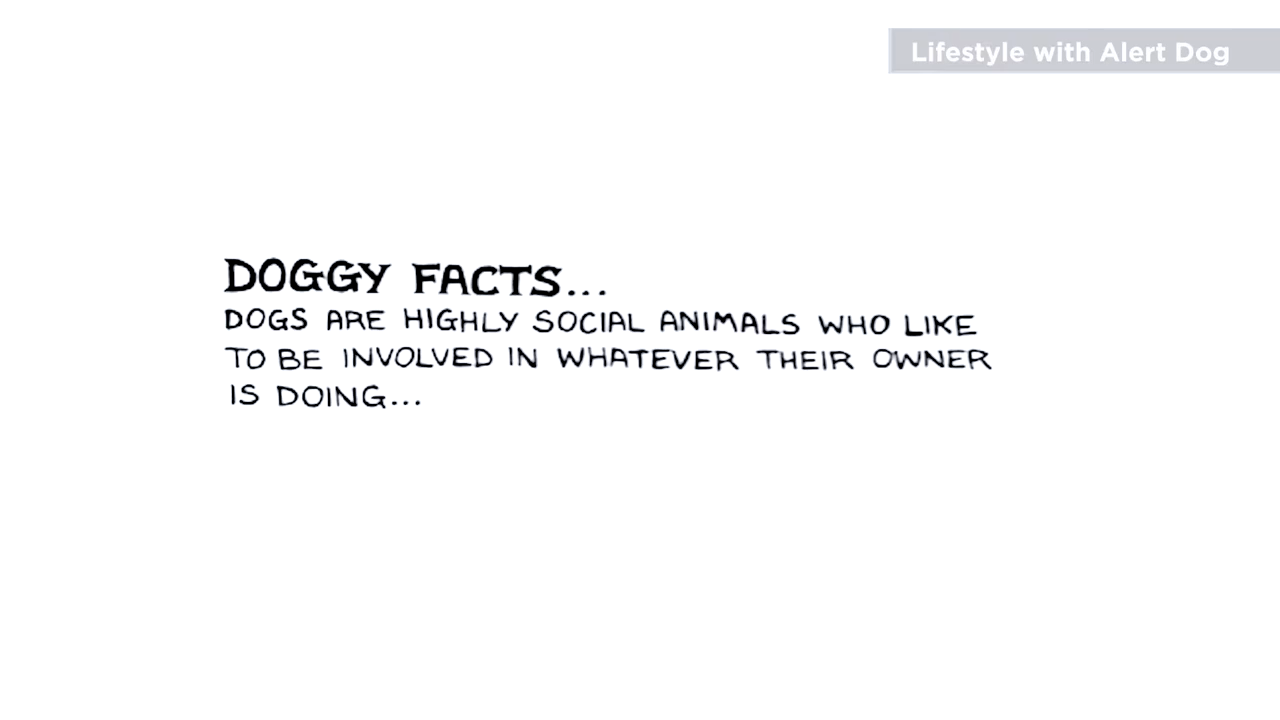 Lifestyle with Alert Dog
DOGGY FACTS...
DOGS ARE HIGHLY SOCIAL ANIMALS WHO LIKE
TO BE INVOLVED IN WHATEVER THEIR OWNER
IS DOING...